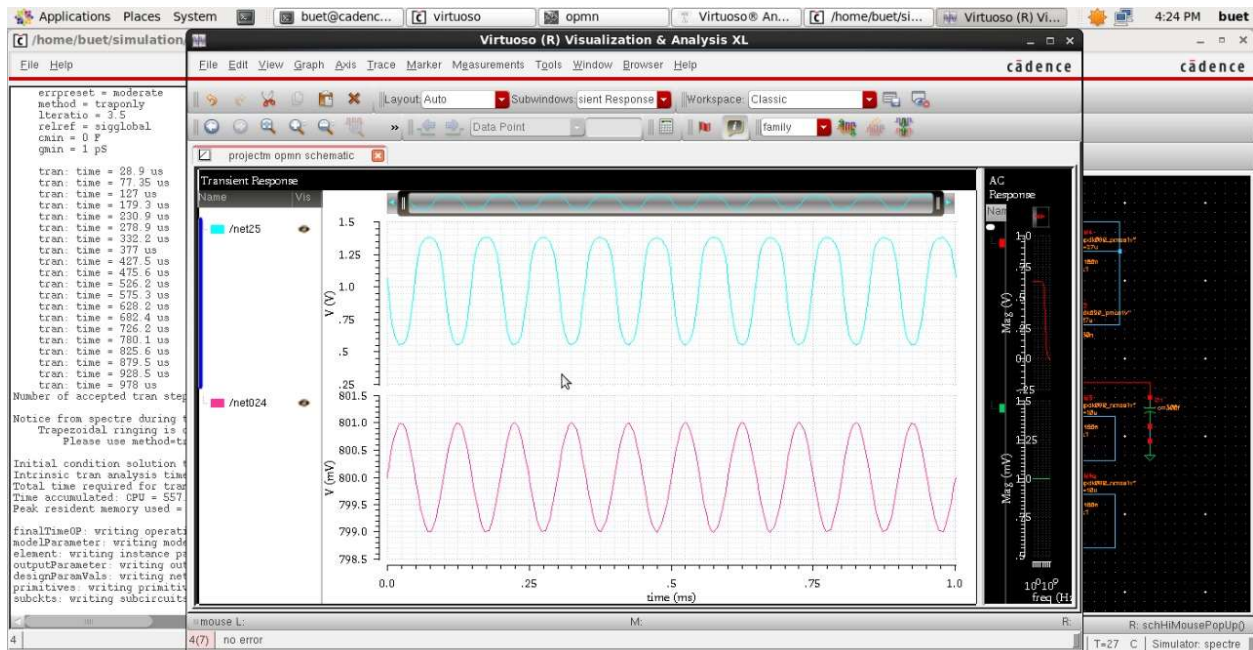 Applications Places System
buet@cadenc...
virtuoso
opmn
Virtuoso® An...
/home/buet/si...
Virtuoso (R) Vi...
4:24 PM buet
/home/buet/simulation
File Help
cādence
errpreset = moderate
method = traponly
lteratio = 3.5
relref = sigglobal
cmin = 0 F
gmin = 1 pS
tran: time = 28.9 us
tran: time = 77.35 us
tran: time = 127 us
tran: time = 179.3 us
tran: time = 230.9 us
tran: time = 278.9 us
tran: time = 332.2 us
tran: time = 377 us
tran: time = 427.5 us
tran: time = 475.6 us
tran: time = 526.2 us
tran: time = 575.3 us
tran: time = 628.2 us
tran: time = 682.4 us
tran: time = 726.2 us
tran: time = 780.1 us
tran: time = 825.6 us
tran: time = 879.5 us
tran: time = 928.5 us
tran: time = 978 us
Number of accepted tran step
Notice from spectre during t
Trapezoidal ringing is d
Please use method=tr
Initial condition solution t
Intrinsic tran analysis time
Total time required for tran
Time accumulated: CPU = 557.
Peak resident memory used =
finalTimeOP: writing operati
modelParameter: writing mode
element: writing instance pa
outputParameter: writing out
designParamVals: writing net
primitives: writing primitiv
subckts: writing subcircuits
4
Virtuoso (R) Visualization & Analysis XL
File Edit View Graph Axis Trace Marker Measurements Tools Window Browser Help
cādence
Layout: Auto Subwindows: sient Response Workspace: Classic
» Data Point family
projectm opmn schematic
Transient Response
Name Vis
/net25
/net024
1.5
1.25
1.0
.75
.5
.25
V (V)
801.5
801.0
800.5
800.0
799.5
799.0
798.5
V (mV)
0.0 .25 .5 .75 1.0
time (ms)
AC
Response
Nam
Mag (V)
Mag (mV)
freq (Hz
mouse L: M: R:
4(7) no error
R: schHiMousePopUp()
T=27 C Simulator: spectre